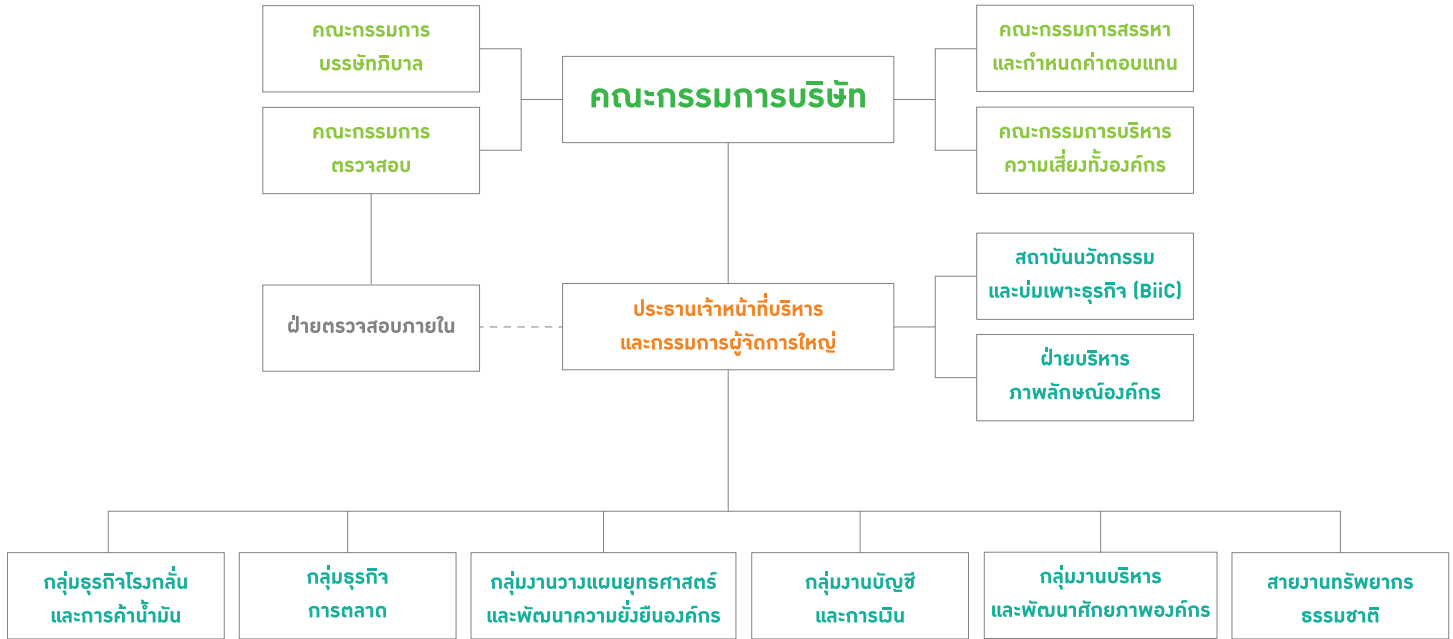 คณะกรรมการ
บรรษัทภิบาล
คณะกรรมการ
ตรวจสอบ
คณะกรรมการบริษัท
คณะกรรมการสรรหา
และกำหนดค่าตอบแทน
คณะกรรมการบริหาร
ความเสี่ยงทั้งองค์กร
ฝ่ายตรวจสอบภายใน
ประธานเจ้าหน้าที่บริหาร
และกรรมการผู้จัดการใหญ่
สถาบันนวัตกรรม
และบ่มเพาะธุรกิจ (BiiC)
ฝ่ายบริหาร
ภาพลักษณ์องค์กร
กลุ่มธุรกิจโรงกลั่น
และการค้าน้ำมัน
กลุ่มธุรกิจ
การตลาด
กลุ่มงานวางแผนยุทธศาสตร์
และพัฒนาความยั่งยืนองค์กร
กลุ่มงานบัญชี
และการเงิน
กลุ่มงานบริหาร
และพัฒนาศักยภาพองค์กร
สายงานทรัพยากร
ธรรมชาติ